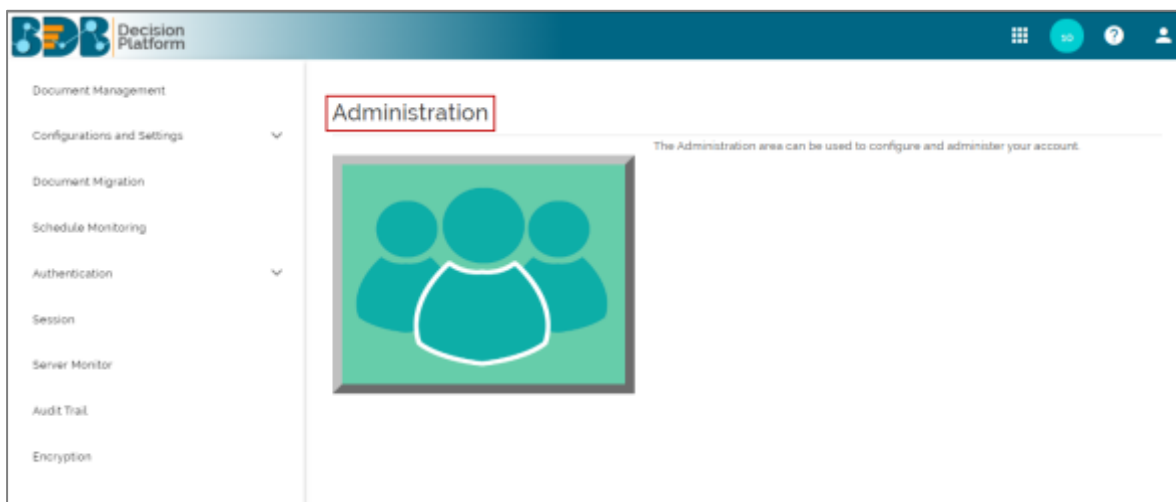 BDB Decision
Platform
10
?
Document Management
Configurations and Settings
Document Migration
Schedule Monitoring
Authentication
Session
Server Monitor
Audit Trail
Encryption
Administration
The Administration area can be used to configure and administer your account.